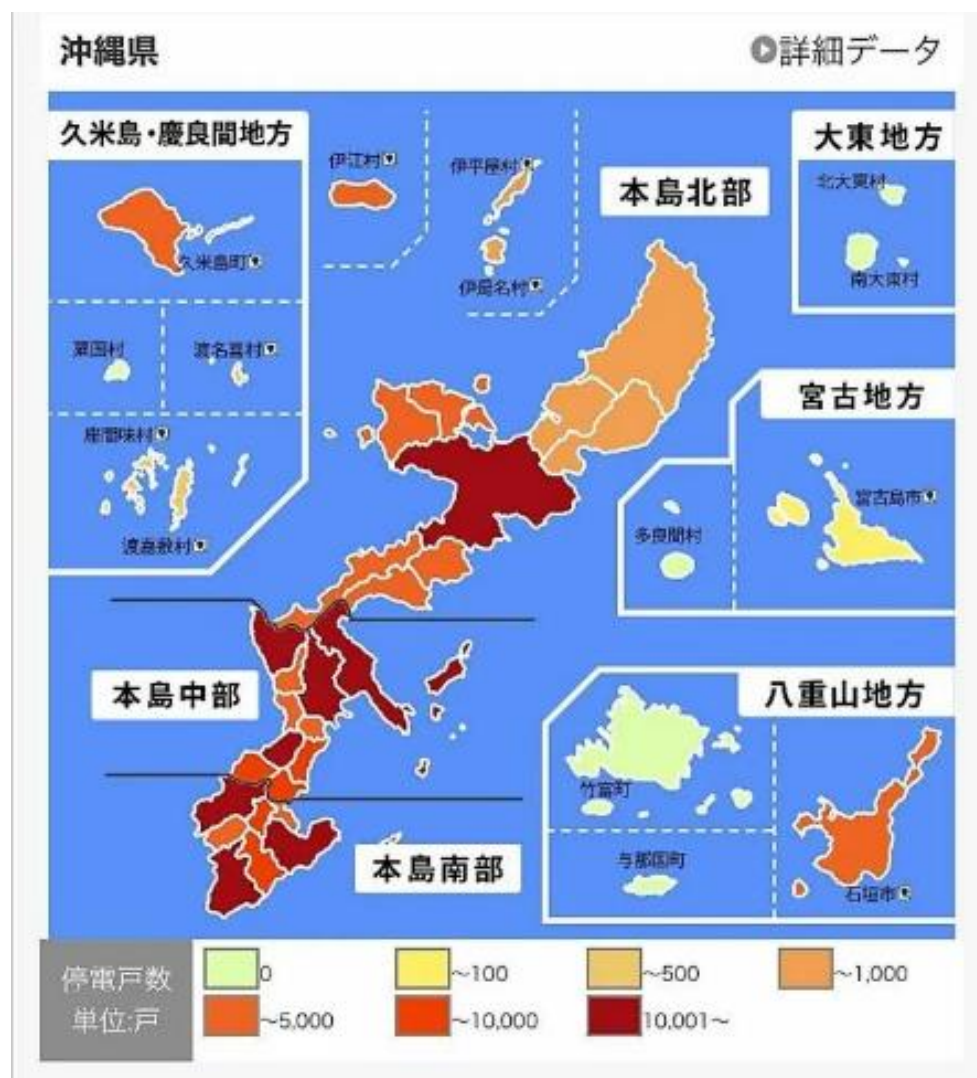 沖縄県
詳細データ
久米島・慶良間地方
大東地方
伊江村
伊平屋村
本島北部
北大東村
久米島町
伊是名村
南大東村
粟国村
渡名喜村
宮古地方
座間味村
宮古島市
多良間村
渡嘉敷村
本島中部
八重山地方
竹富町
本島南部
与那国町
石垣市
停電戸数
単位:戸
0
～100
～500
～1,000
～5,000
～10,000
10,001～